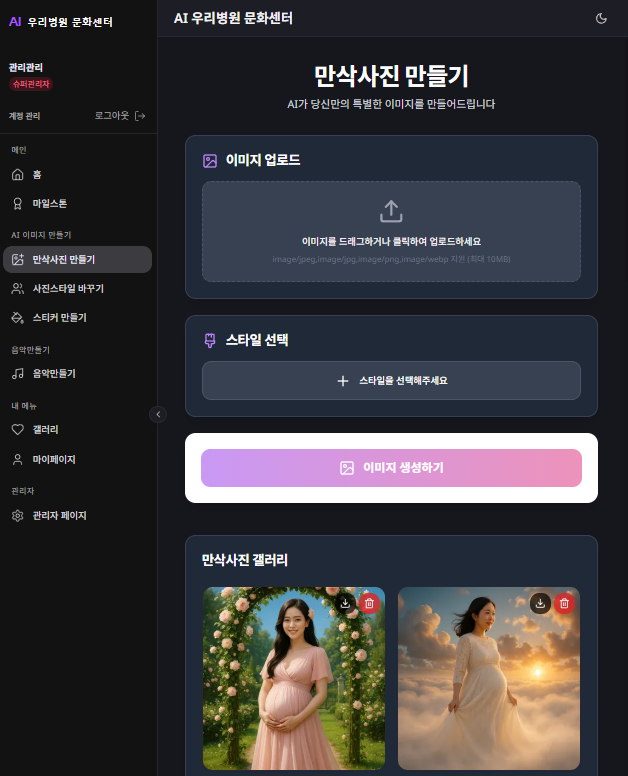 AI 우리병원 문화센터
관리관리
슈퍼관리자
계정 관리
로그아웃
메인
홈
마일스톤
AI 이미지 만들기
만삭사진 만들기
사진스타일 바꾸기
스티커 만들기
음악만들기
음악만들기
내 메뉴
갤러리
마이페이지
관리자
관리자 페이지
AI 우리병원 문화센터
만삭사진 만들기
AI가 당신만의 특별한 이미지를 만들어드립니다
이미지 업로드
이미지를 드래그하거나 클릭하여 업로드하세요
image/jpeg,image/jpg,image/png,image/webp 지원 (최대 10MB)
스타일 선택
스타일을 선택해주세요
이미지 생성하기
만삭사진 갤러리